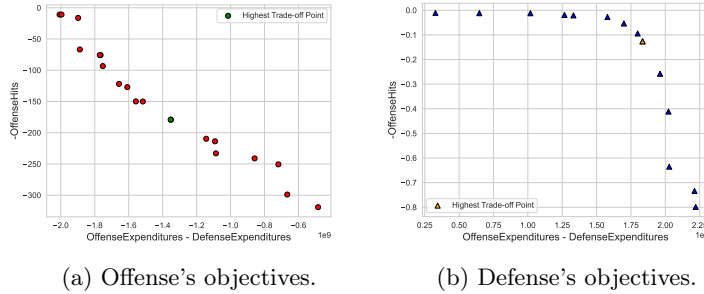 0
−50
−100
−150
−200
−250
−300
-OffenseHits
Highest Trade-off Point
−2.0 −1.8 −1.6 −1.4 −1.2 −1.0 −0.8 −0.6
1e9
OffenseExpenditures - DefenseExpenditures
(a) Offense's objectives.
−0.0
−0.1
−0.2
−0.3
−0.4
−0.5
−0.6
−0.7
−0.8
-OffenseHits
Highest Trade-off Point
0.25 0.50 0.75 1.00 1.25 1.50 1.75 2.00
1e9
OffenseExpenditures - DefenseExpenditures
(b) Defense's objectives.